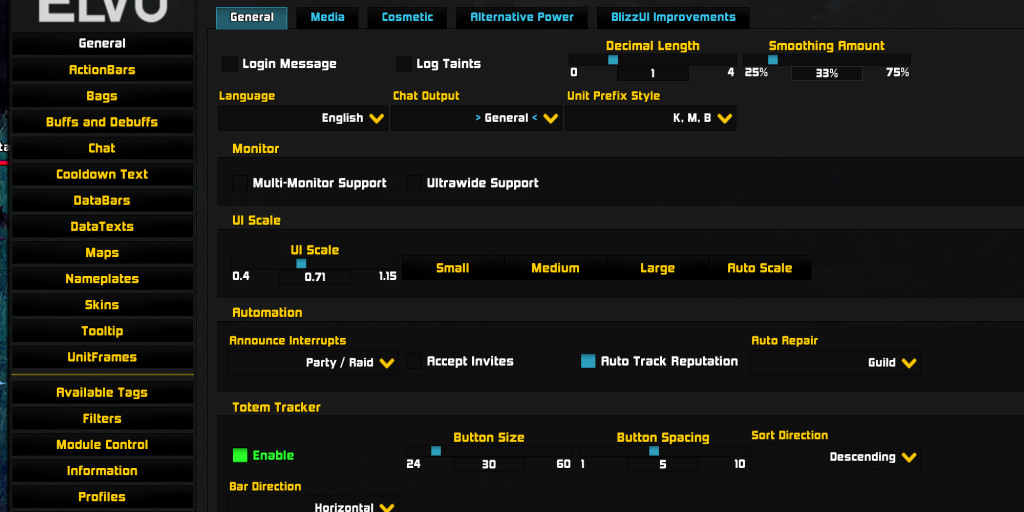 ELVUI
General Media Cosmetic Alternative Power BlizzUI Improvements
General
ActionBars
Bags
Buffs and Debuffs
Chat
Cooldown Text
DataBars
DataTexts
Maps
Nameplates
Skins
Tooltip
UnitFrames
Available Tags
Filters
Module Control
Information
Profiles
Login Message Log Taints
Decimal Length Smoothing Amount
0 1 4 25% 33% 75%
Language Chat Output Unit Prefix Style
English > General < K, M, B
Monitor
Multi-Monitor Support Ultrawide Support
UI Scale
UI Scale
0.4 0.71 1.15 Small Medium Large Auto Scale
Automation
Announce Interrupts Auto Repair
Party / Raid Accept Invites Auto Track Reputation Guild
Totem Tracker
Button Size Button Spacing Sort Direction
Enable 24 30 60 1 5 10 Descending
Bar Direction
Horizontal